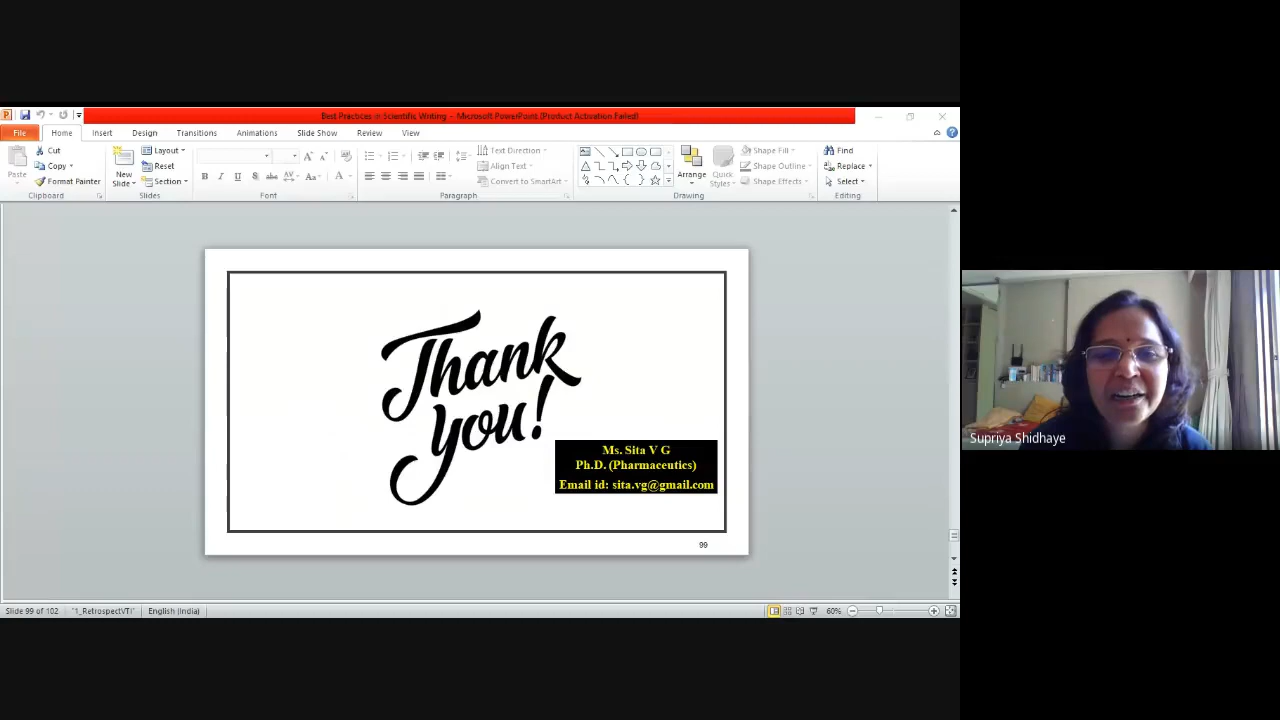 Best Practices in Scientific Writing - Microsoft PowerPoint (Product Activation Failed)
File Home Insert Design Transitions Animations Slide Show Review View
Paste
Cut
Copy
Format Painter
Clipboard
New
Slide
Layout
Reset
Section
Slides
B I U S abc AV Aa A
Font
Paragraph
Text Direction
Align Text
Convert to SmartArt
Arrange
Quick
Styles
Shape Fill
Shape Outline
Shape Effects
Drawing
Find
Replace
Select
Editing
Thank
you!
Ms. Sita V G
Ph.D. (Pharmaceutics)
Email id: sita.vg@gmail.com
99
Supriya Shidhaye
Slide 99 of 102 "1_RetrospectVTI" English (India) 60%